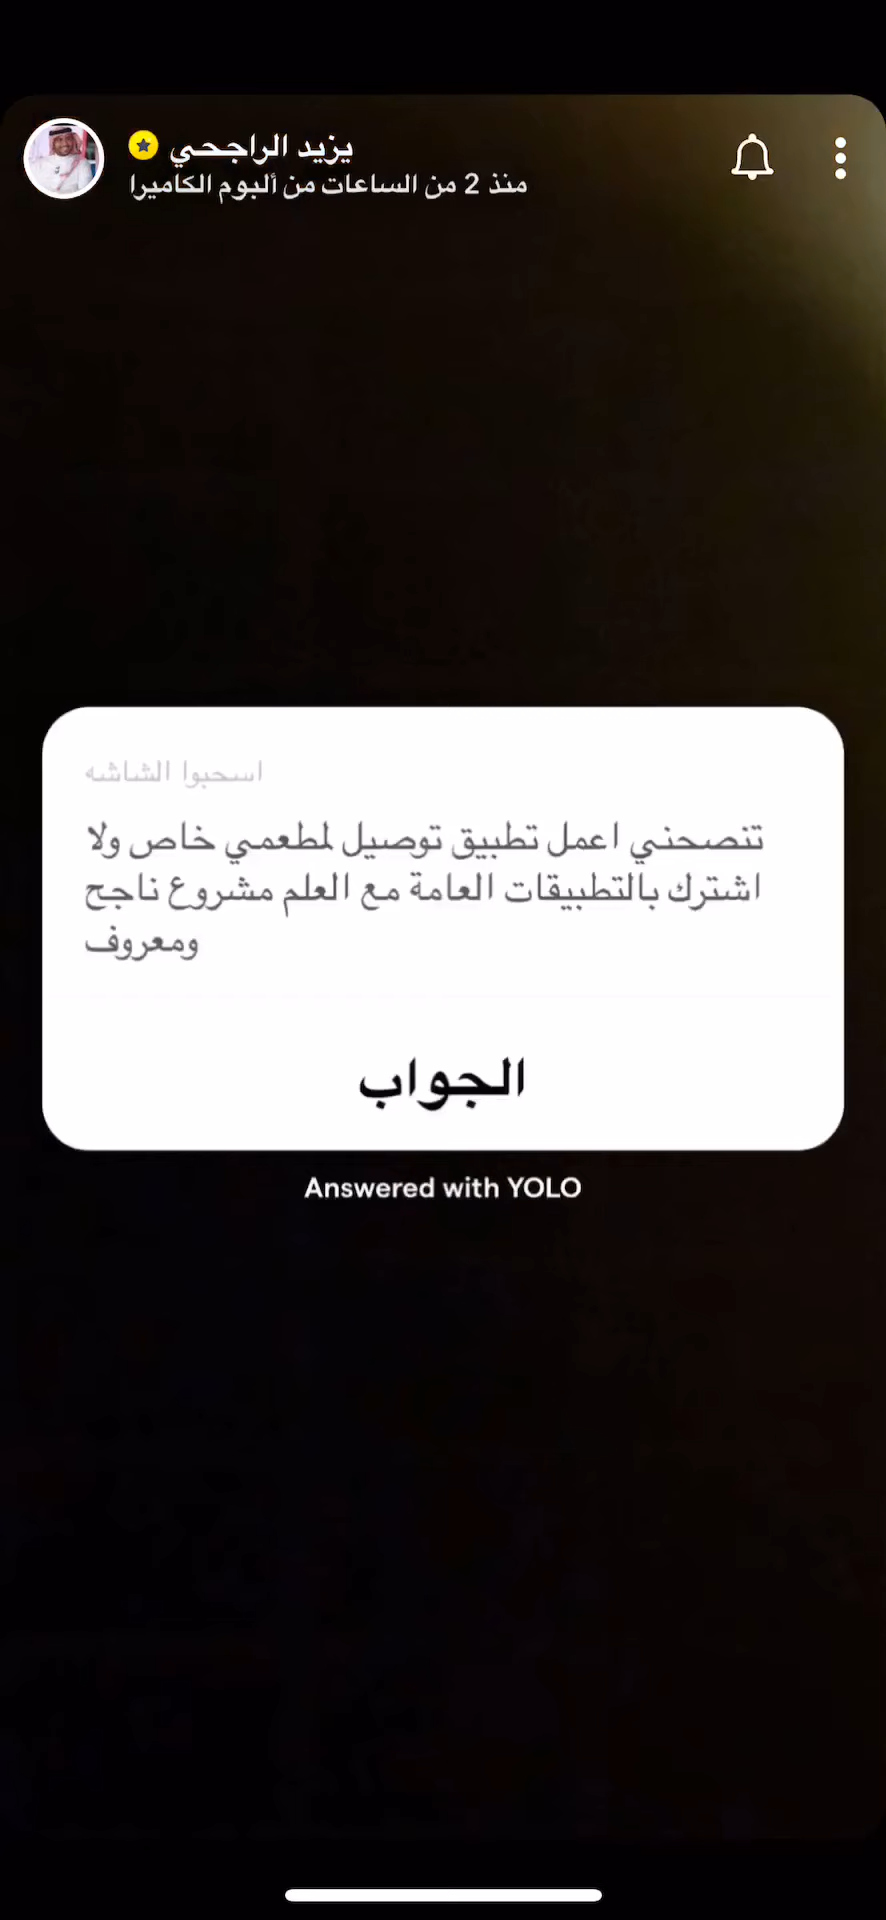 يزيد الراجحي
منذ 2 من الساعات من ألبوم الكاميرا
اسحبوا الشاشه
تنصحني اعمل تطبيق توصيل لمطعمي خاص ولا
اشترك بالتطبيقات العامة مع العلم مشروع ناجح
ومعروف
الجواب
Answered with YOLO